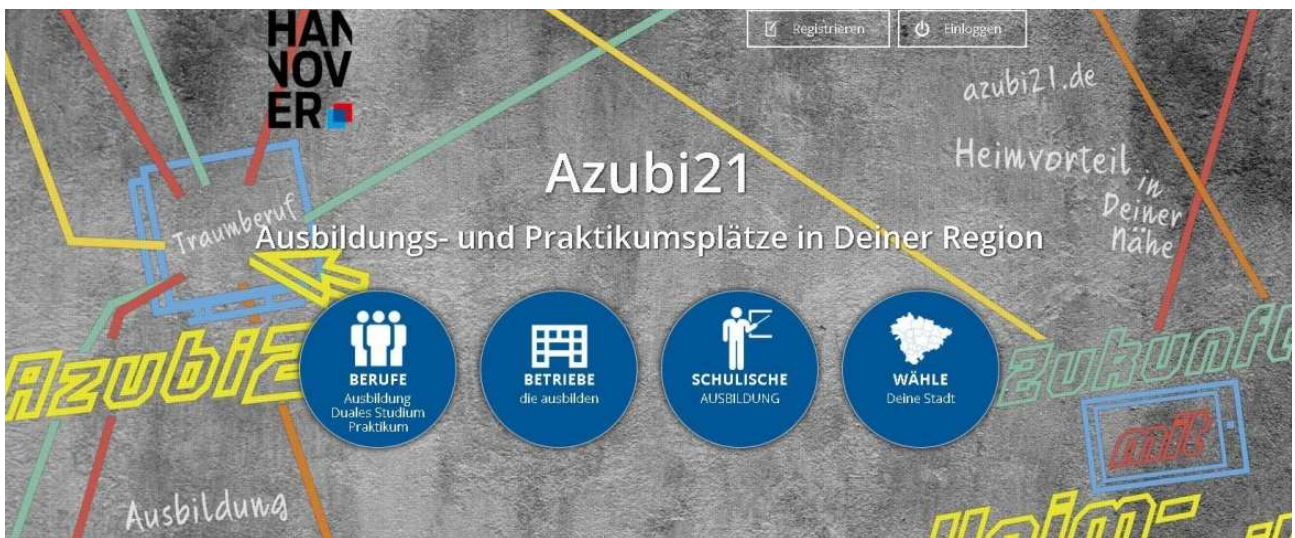 HAN
NOV
ER
Registrieren
Einloggen
azubi21.de
Heimvorteil
in
Deiner
Nähe
Azubi21
Traumberuf
Ausbildungs- und Praktikumsplätze in Deiner Region
BERUFE
Ausbildung
Duales Studium
Praktikum
BETRIEBE
die ausbilden
SCHULISCHE
AUSBILDUNG
WÄHLE
Deine Stadt
Azubi2
Zukunft
mit
Heim-
Ausbildung